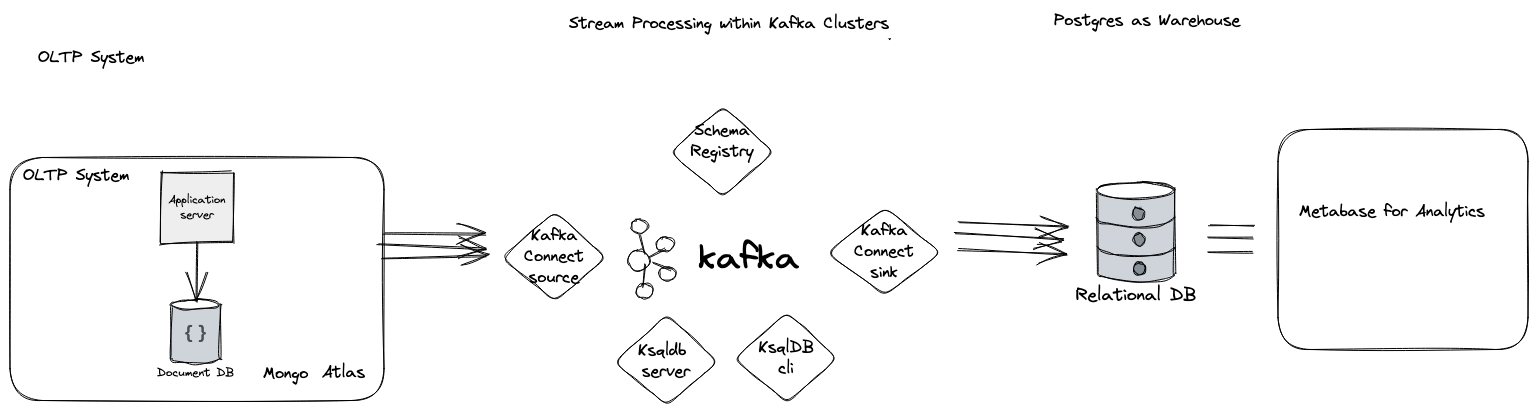 Stream Processing within Kafka Clusters
Postgres as Warehouse
OLTP System
OLTP System
Application
server
{ }
Document DB
Mongo Atlas
Kafka
Connect
source
Schema
Registry
kafka
Ksqldb
server
KsqlDB
cli
Kafka
Connect
sink
Relational DB
Metabase for Analytics